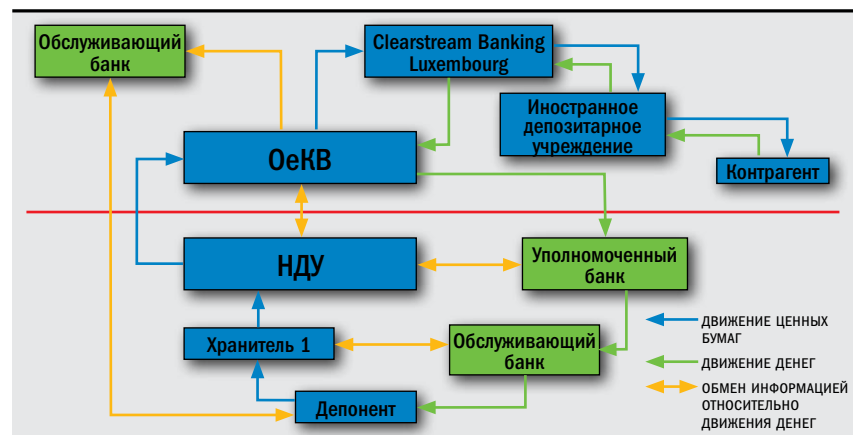 Обслуживающий
банк
Clearstream Banking
Luxembourg
Иностранное
депозитарное
учреждение
Контрагент
ОеКВ
НДУ
Уполномоченный
банк
Хранитель 1
Обслуживающий
банк
Депонент
ДВИЖЕНИЕ ЦЕННЫХ
БУМАГ
ДВИЖЕНИЕ ДЕНЕГ
ОБМЕН ИНФОРМАЦИЕЙ
ОТНОСИТЕЛЬНО
ДВИЖЕНИЯ ДЕНЕГ